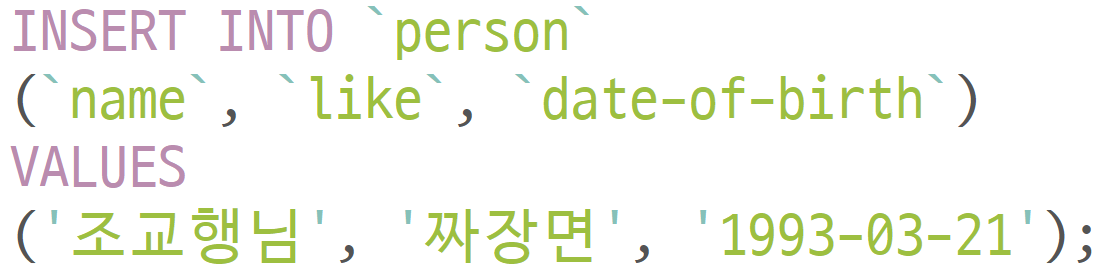 INSERT INTO `person`
(`name`, `like`, `date-of-birth`)
VALUES
('조교행님', '짜장면', '1993-03-21');